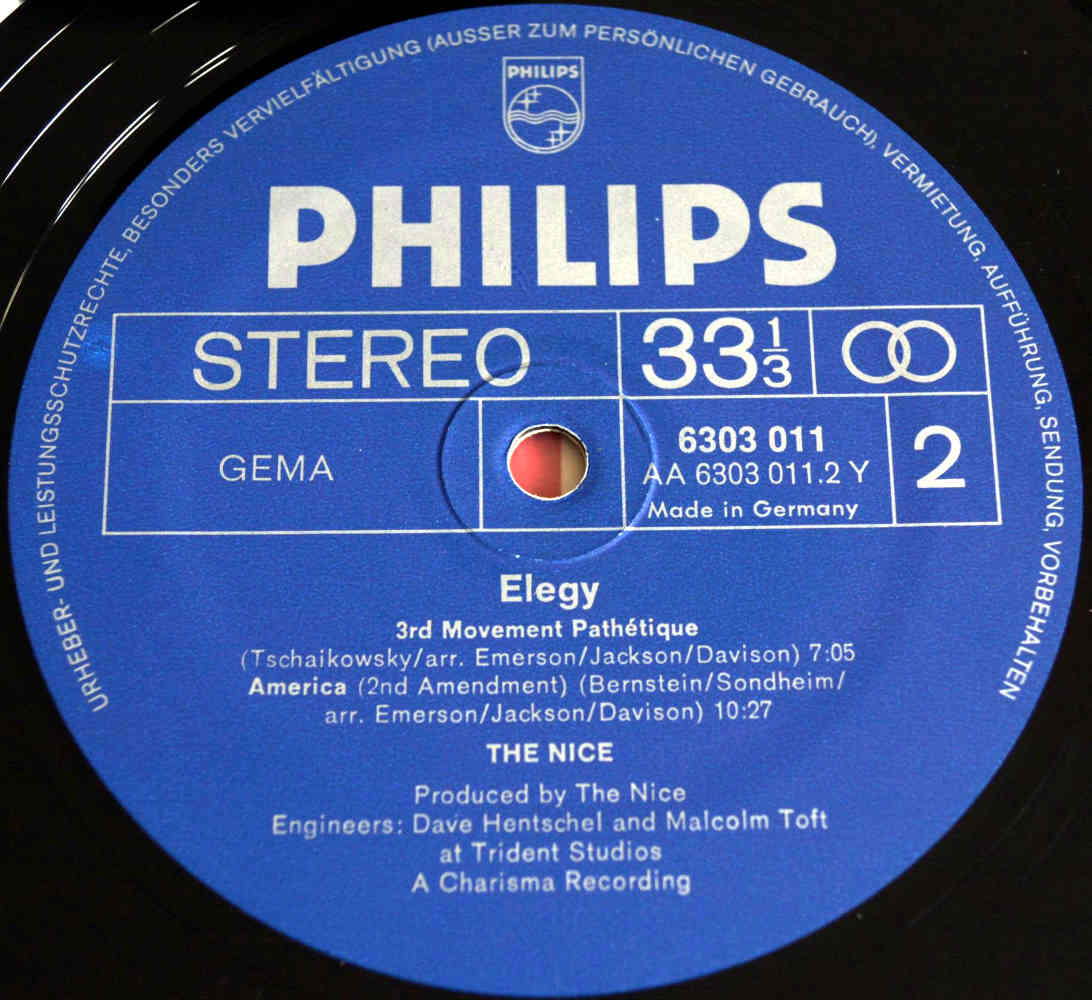 URHEBER- UND LEISTUNGSSCHUTZRECHTE, BESONDERS VERVIELFÄLTIGUNG (AUSSER ZUM PERSÖNLICHEN GEBRAUCH), VERMIETUNG, AUFFÜHRUNG, SENDUNG, VORBEHALTEN
PHILIPS
PHILIPS
STEREO 33 1/3
GEMA
6303 011
AA 6303 011.2 Y
Made in Germany
2
Elegy
3rd Movement Pathétique
(Tschaikowsky/arr. Emerson/Jackson/Davison) 7:05
America (2nd Amendment) (Bernstein/Sondheim/
arr. Emerson/Jackson/Davison) 10:27
THE NICE
Produced by The Nice
Engineers: Dave Hentschel and Malcolm Toft
at Trident Studios
A Charisma Recording